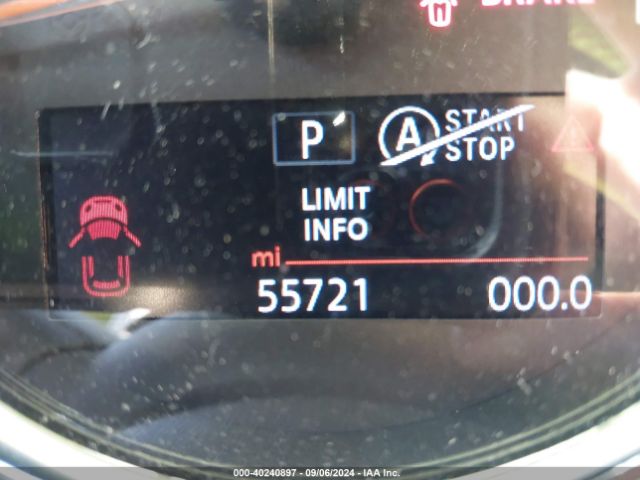 BRAKE
P
A START
STOP
LIMIT
INFO
mi
55721 000.0
000-40240897 - 09/06/2024 - IAA Inc.